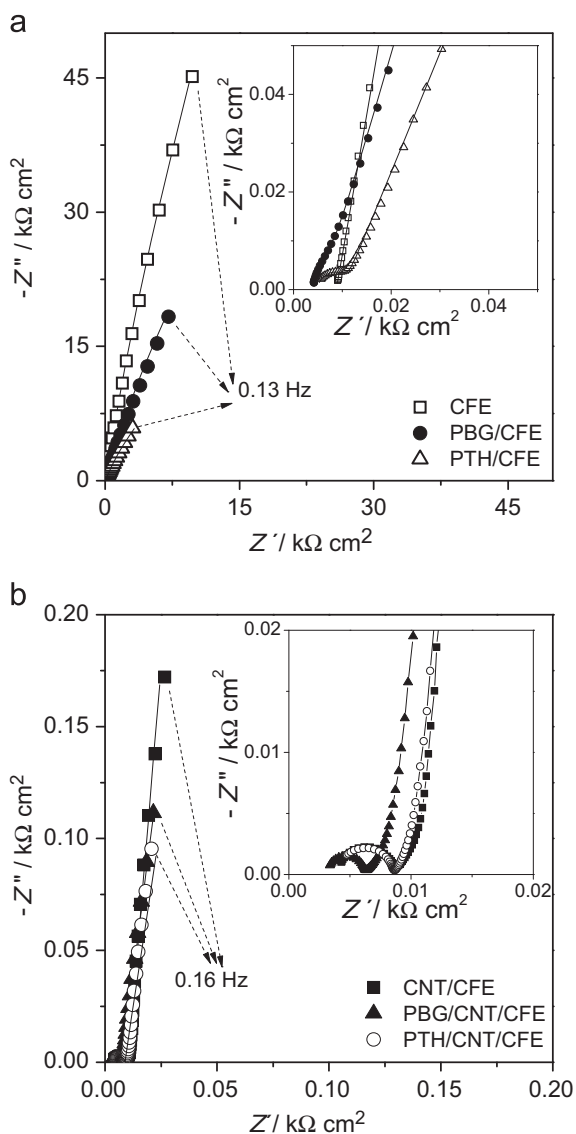 a
45
30
15
0
0
15
30
45
-Z" / kΩ cm²
Z´/ kΩ cm²
0.04
0.02
0.00
0.00
0.02
0.04
-Z" / kΩ cm²
Z´/ kΩ cm²
0.13 Hz
CFE
PBG/CFE
PTH/CFE
b
0.20
0.15
0.10
0.05
0.00
0.00
0.05
0.10
0.15
0.20
-Z" / kΩ cm²
Z´/ kΩ cm²
0.02
0.01
0.00
0.00
0.01
0.02
-Z" / kΩ cm²
Z´/ kΩ cm²
0.16 Hz
CNT/CFE
PBG/CNT/CFE
PTH/CNT/CFE